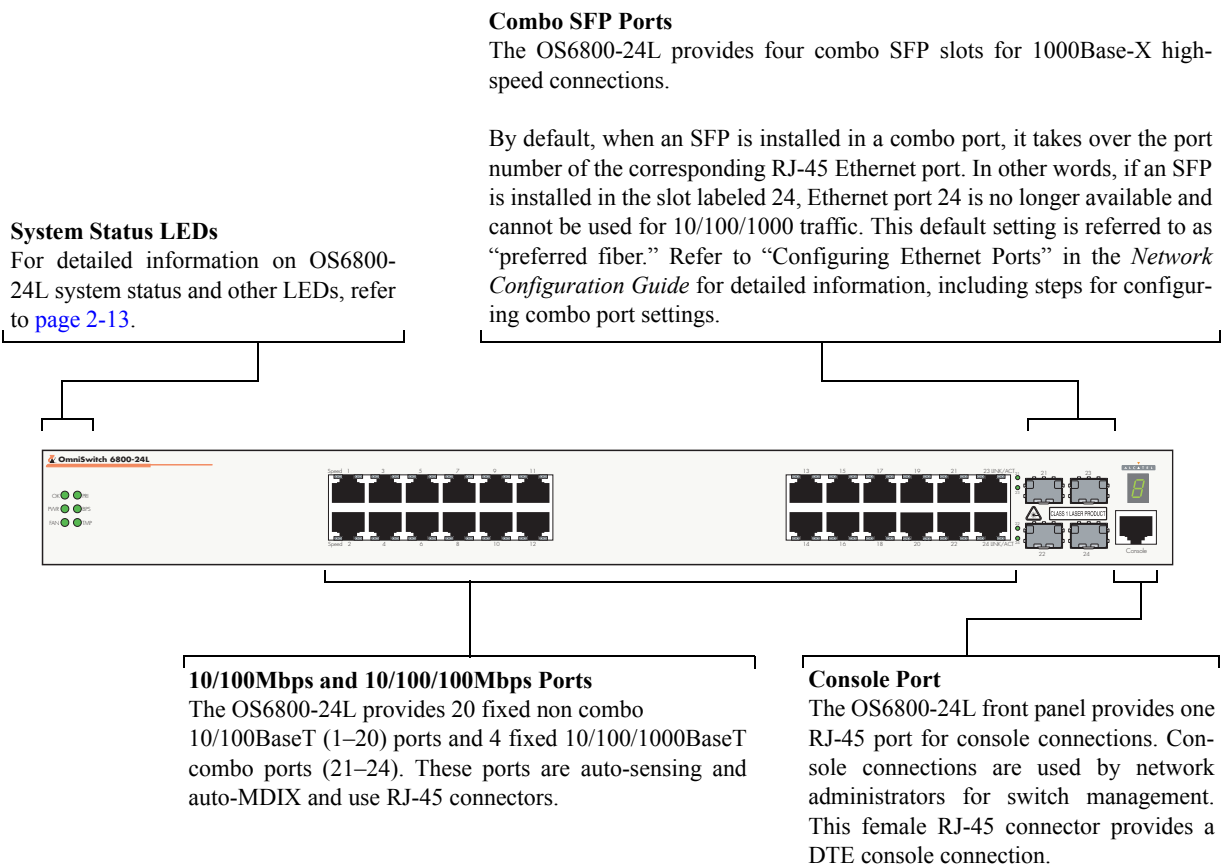 Combo SFP Ports
The OS6800-24L provides four combo SFP slots for 1000Base-X high-
speed connections.
By default, when an SFP is installed in a combo port, it takes over the port
number of the corresponding RJ-45 Ethernet port. In other words, if an SFP
is installed in the slot labeled 24, Ethernet port 24 is no longer available and
cannot be used for 10/100/1000 traffic. This default setting is referred to as
“preferred fiber.” Refer to “Configuring Ethernet Ports” in the Network
Configuration Guide for detailed information, including steps for configur-
ing combo port settings.
System Status LEDs
For detailed information on OS6800-
24L system status and other LEDs, refer
to page 2-13.
OmniSwitch 6800-24L
OK PRI
PWR BPS
FAN TMP
Speed 1 3 5 7 9 11
Speed 2 4 6 8 10 12
13 15 17 19 21 23 LINK/ACT
14 16 18 20 22 24 LINK/ACT
21 23
CLASS 1 LASER PRODUCT
22 24
ALCATEL
8
Console
10/100Mbps and 10/100/100Mbps Ports
The OS6800-24L provides 20 fixed non combo
10/100BaseT (1–20) ports and 4 fixed 10/100/1000BaseT
combo ports (21–24). These ports are auto-sensing and
auto-MDIX and use RJ-45 connectors.
Console Port
The OS6800-24L front panel provides one
RJ-45 port for console connections. Con-
sole connections are used by network
administrators for switch management.
This female RJ-45 connector provides a
DTE console connection.